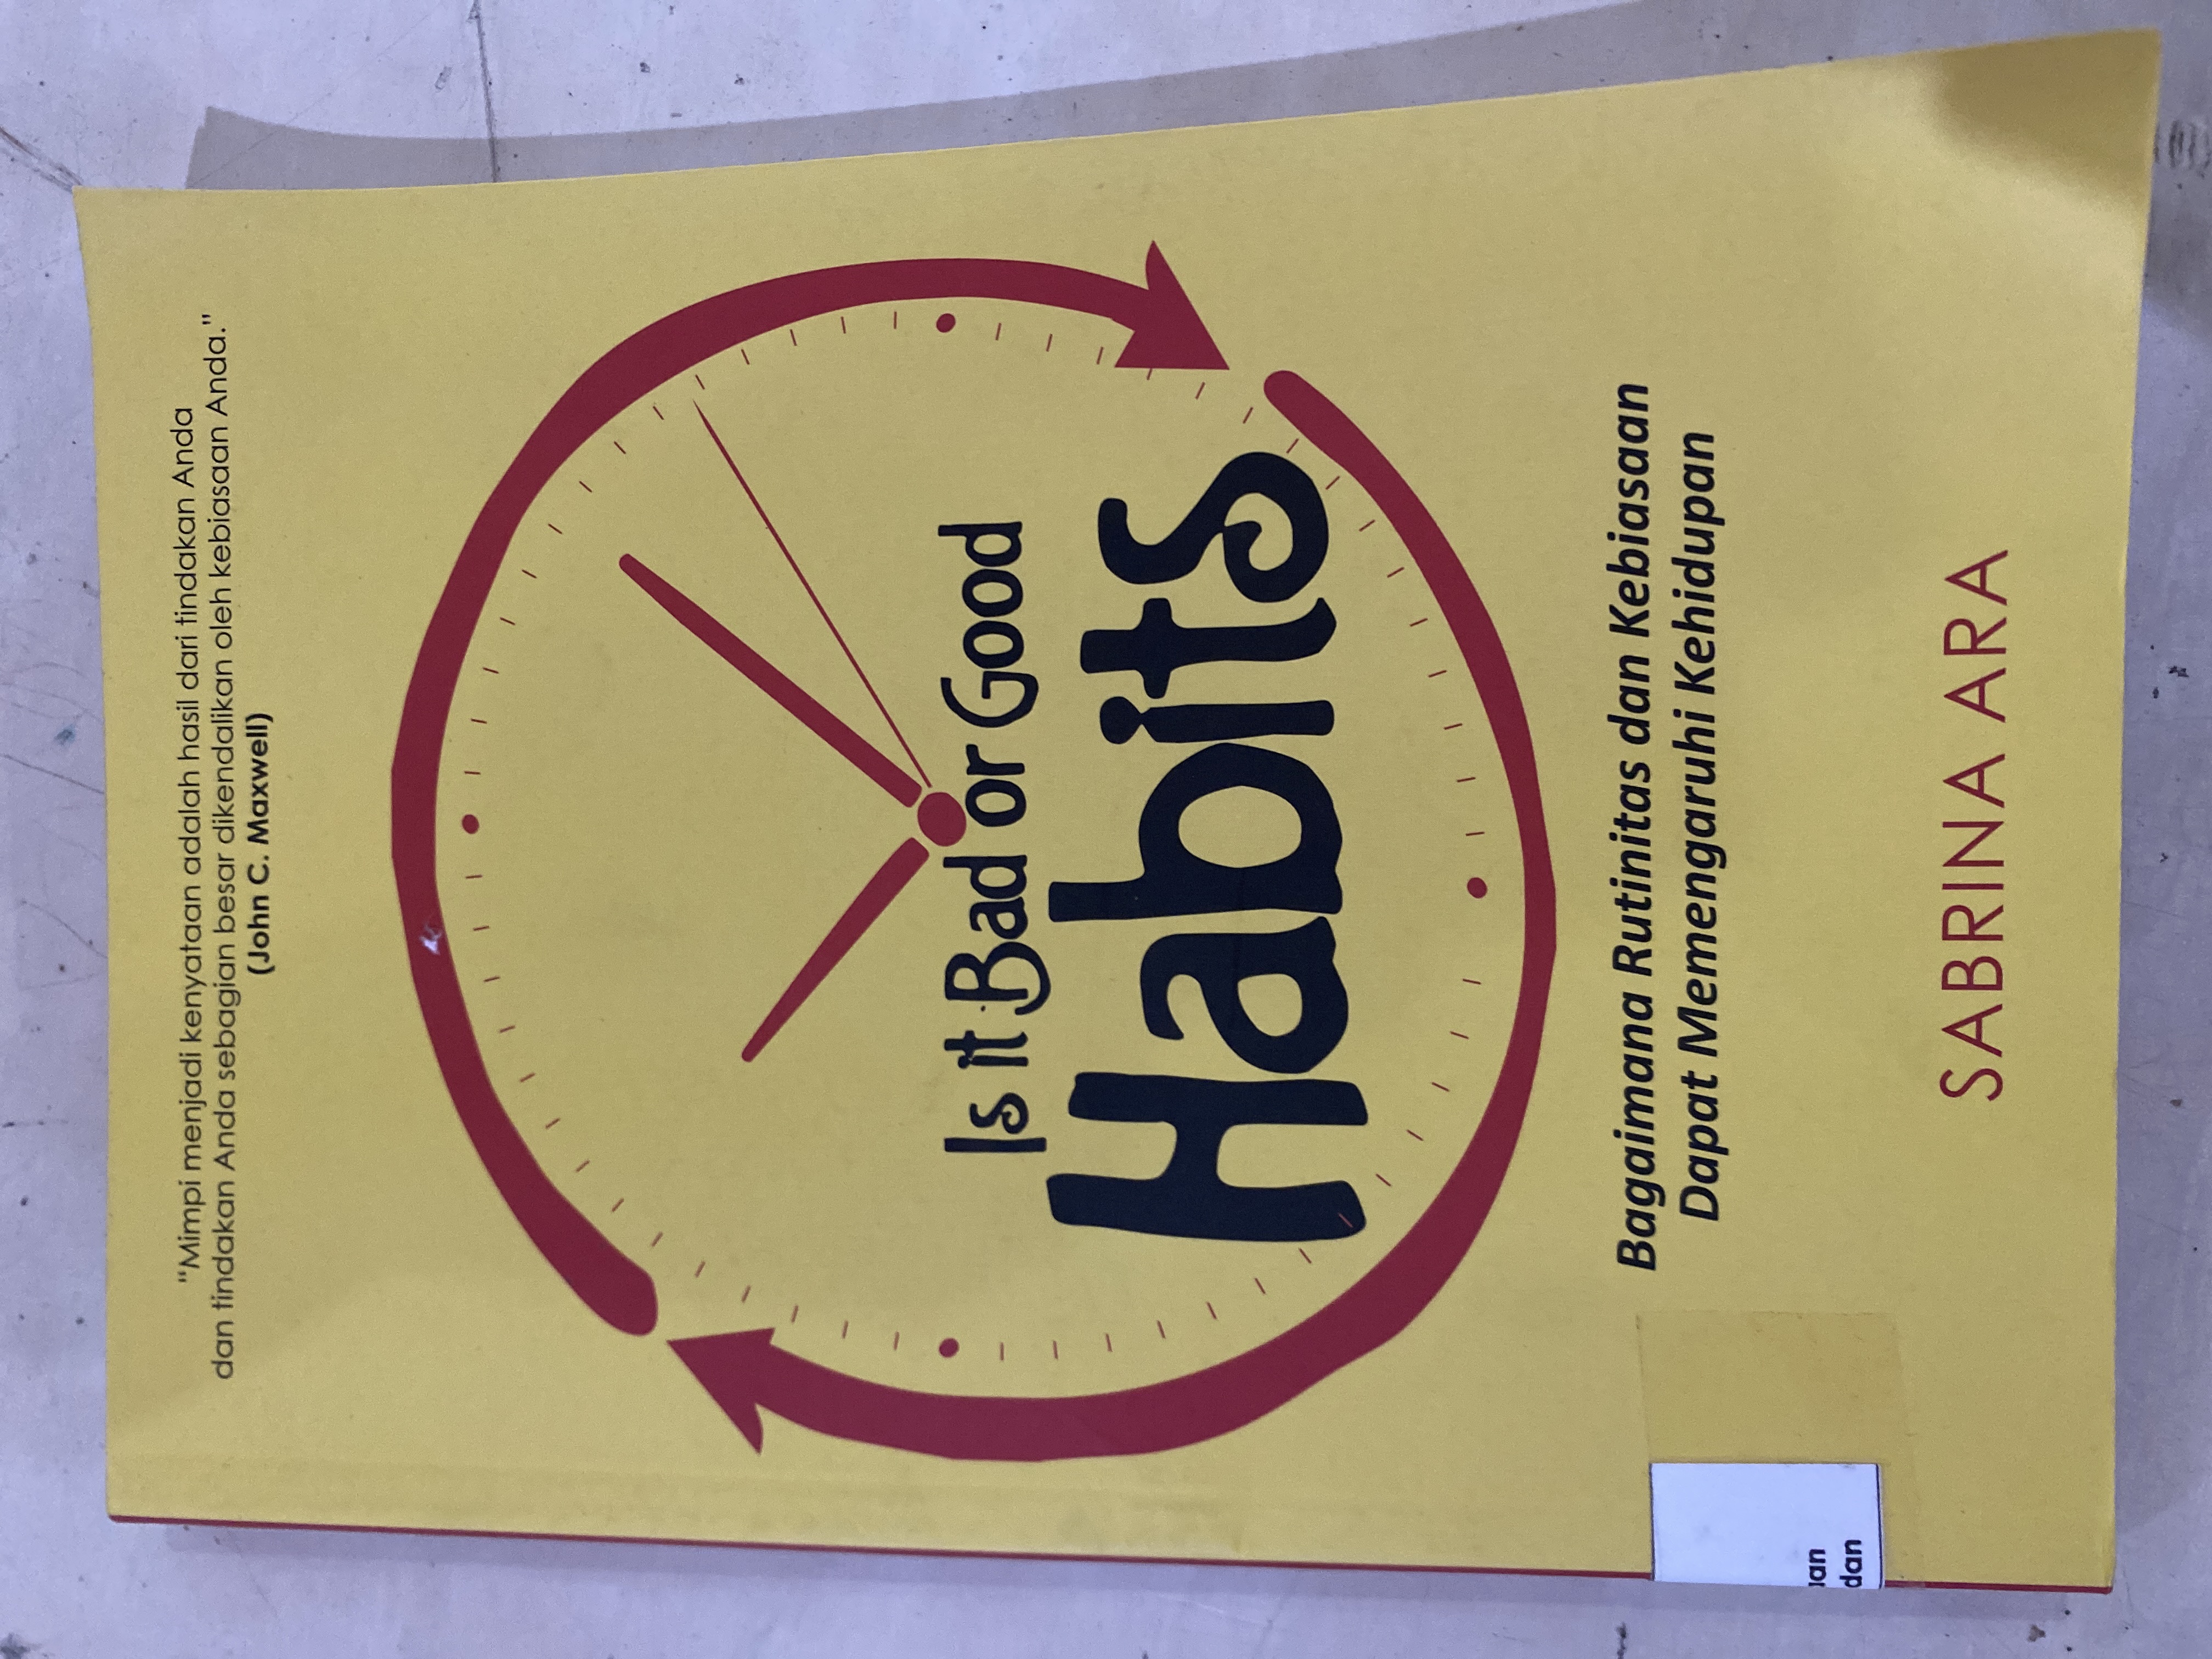 "Mimpi menjadi kenyataan adalah hasil dari tindakan Anda
dan tindakan Anda sebagian besar dikendalikan oleh kebiasaan Anda."
(John C. Maxwell)
Is it Bad or Good
Habits
Bagaimana Rutinitas dan Kebiasaan
Dapat Memengaruhi Kehidupan
SABRINA ARA
dan